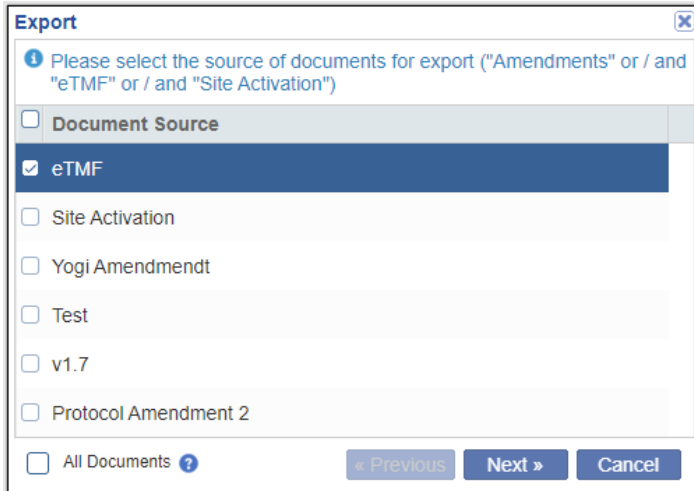 Export
Please select the source of documents for export ("Amendments" or / and
"eTMF" or / and "Site Activation")
Document Source
eTMF
Site Activation
Yogi Amendmendt
Test
v1.7
Protocol Amendment 2
All Documents ? « Previous Next » Cancel